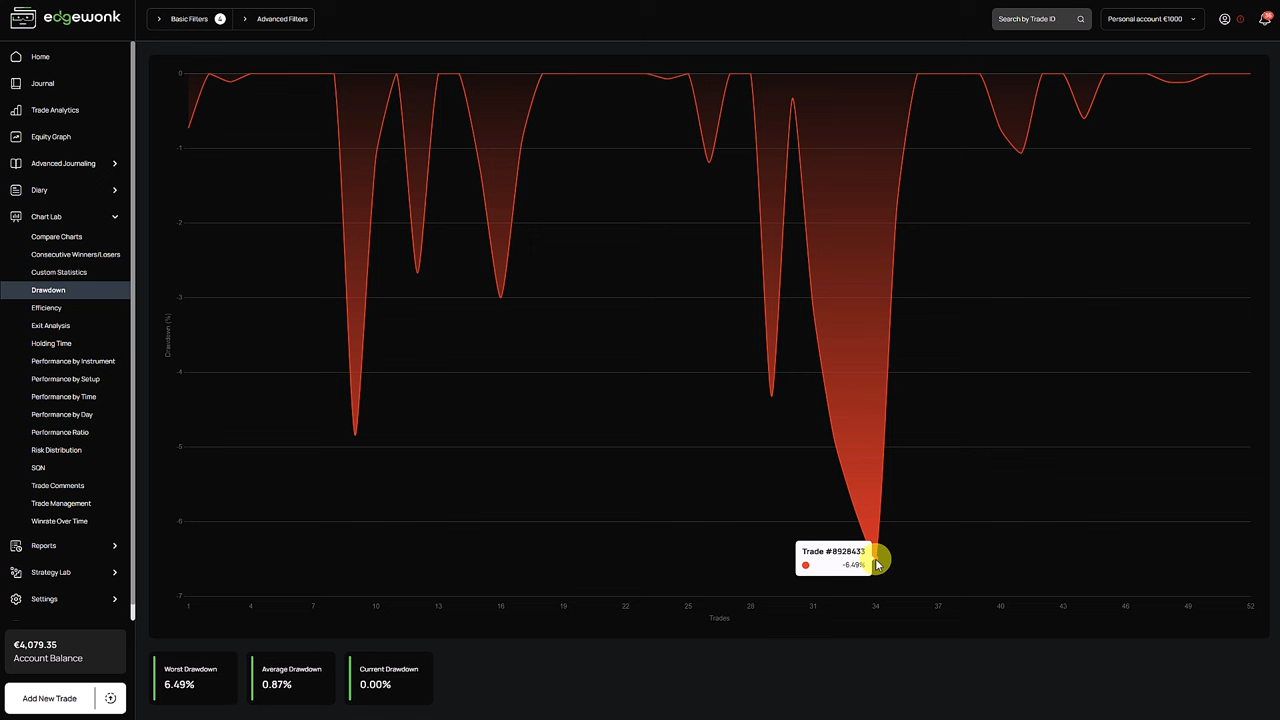 edgewonk
Basic Filters 4
Advanced Filters
Search by Trade ID
Personal account €1000
Home
Journal
Trade Analytics
Equity Graph
Advanced Journaling
Diary
Chart Lab
Compare Charts
Consecutive Winners/Losers
Custom Statistics
Drawdown
Efficiency
Exit Analysis
Holding Time
Performance by Instrument
Performance by Setup
Performance by Time
Performance by Day
Performance Ratio
Risk Distribution
SQN
Trade Comments
Trade Management
Winrate Over Time
Reports
Strategy Lab
Settings
€4,079.35
Account Balance
Add New Trade
0
-1
-2
-3
-4
-5
-6
-7
Drawdown (%)
Trade #8928433
-6.49%
1 4 7 10 13 16 19 22 25 28 31 34 37 40 43 46 49 52
Trades
Worst Drawdown
6.49%
Average Drawdown
0.87%
Current Drawdown
0.00%